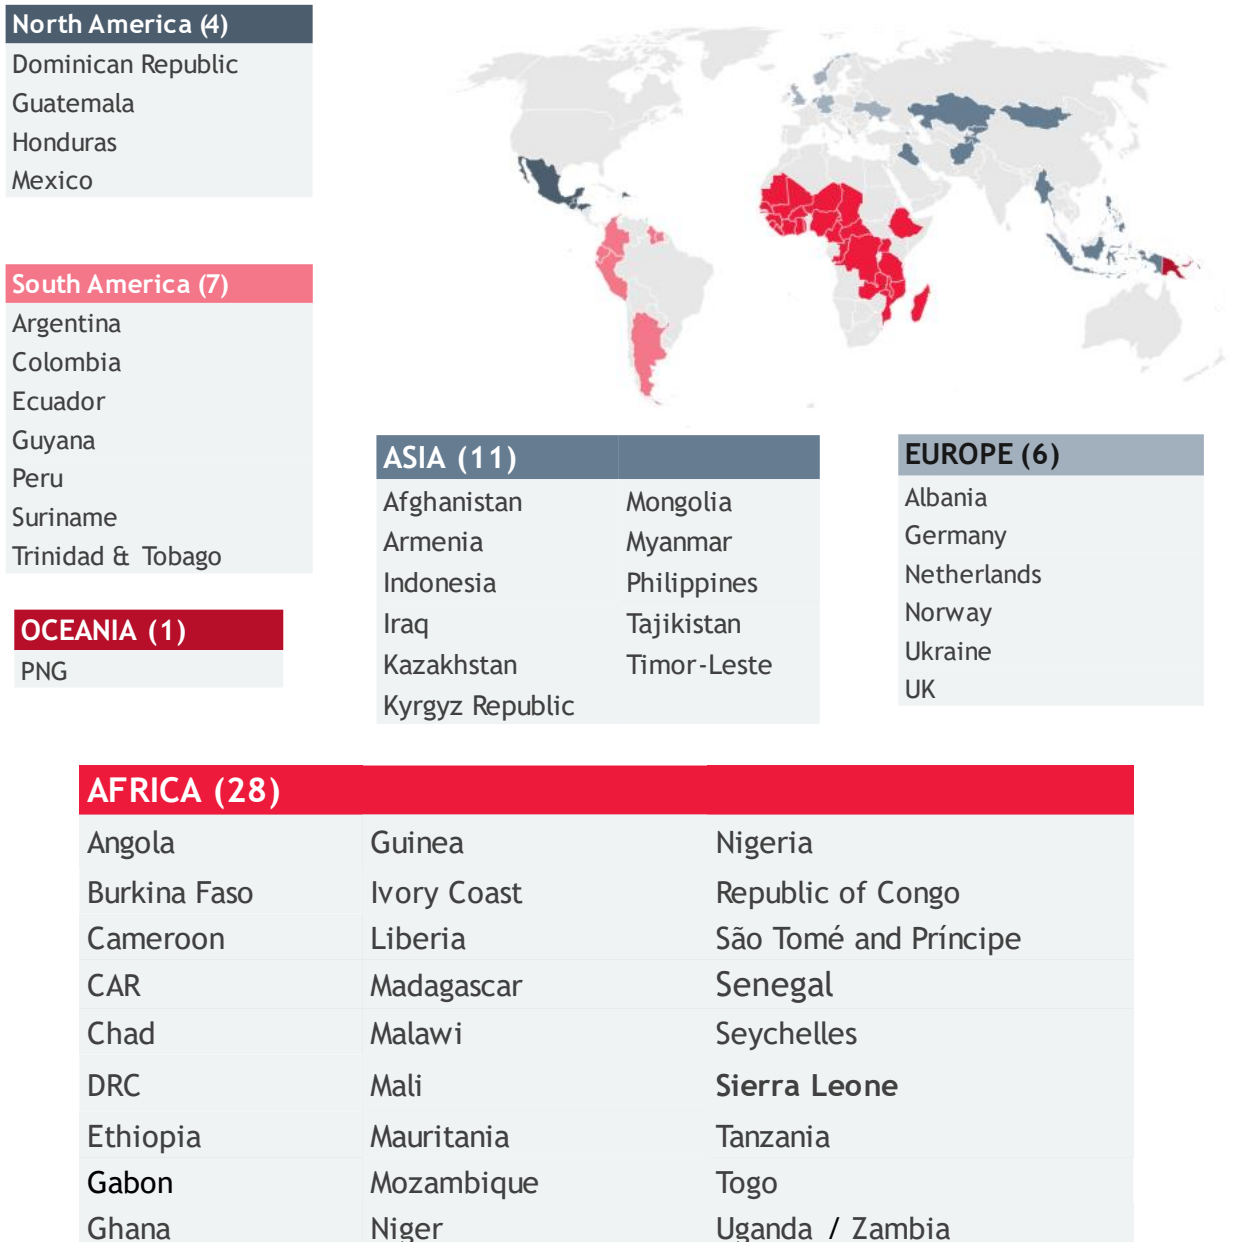 North America (4)
Dominican Republic
Guatemala
Honduras
Mexico
South America (7)
Argentina
Colombia
Ecuador
Guyana
Peru
Suriname
Trinidad & Tobago
OCEANIA (1)
PNG
ASIA (11)
Afghanistan Mongolia
Armenia Myanmar
Indonesia Philippines
Iraq Tajikistan
Kazakhstan Timor-Leste
Kyrgyz Republic
EUROPE (6)
Albania
Germany
Netherlands
Norway
Ukraine
UK
AFRICA (28)
Angola Guinea Nigeria
Burkina Faso Ivory Coast Republic of Congo
Cameroon Liberia São Tomé and Príncipe
CAR Madagascar Senegal
Chad Malawi Seychelles
DRC Mali Sierra Leone
Ethiopia Mauritania Tanzania
Gabon Mozambique Togo
Ghana Niger Uganda / Zambia